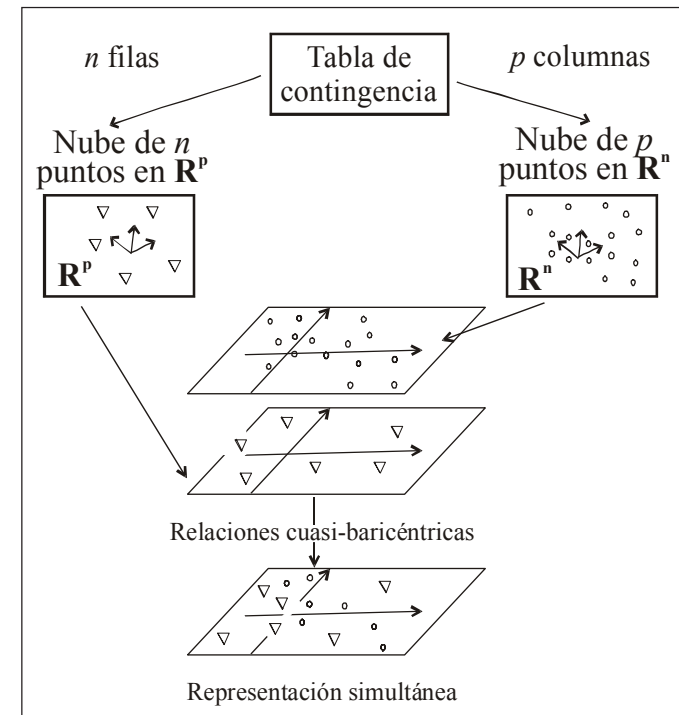 n filas
Tabla de
contingencia
p columnas
Nube de n
puntos en Rᵖ
Nube de p
puntos en Rⁿ
Rᵖ
Rⁿ
Relaciones cuasi-baricéntricas
Representación simultánea